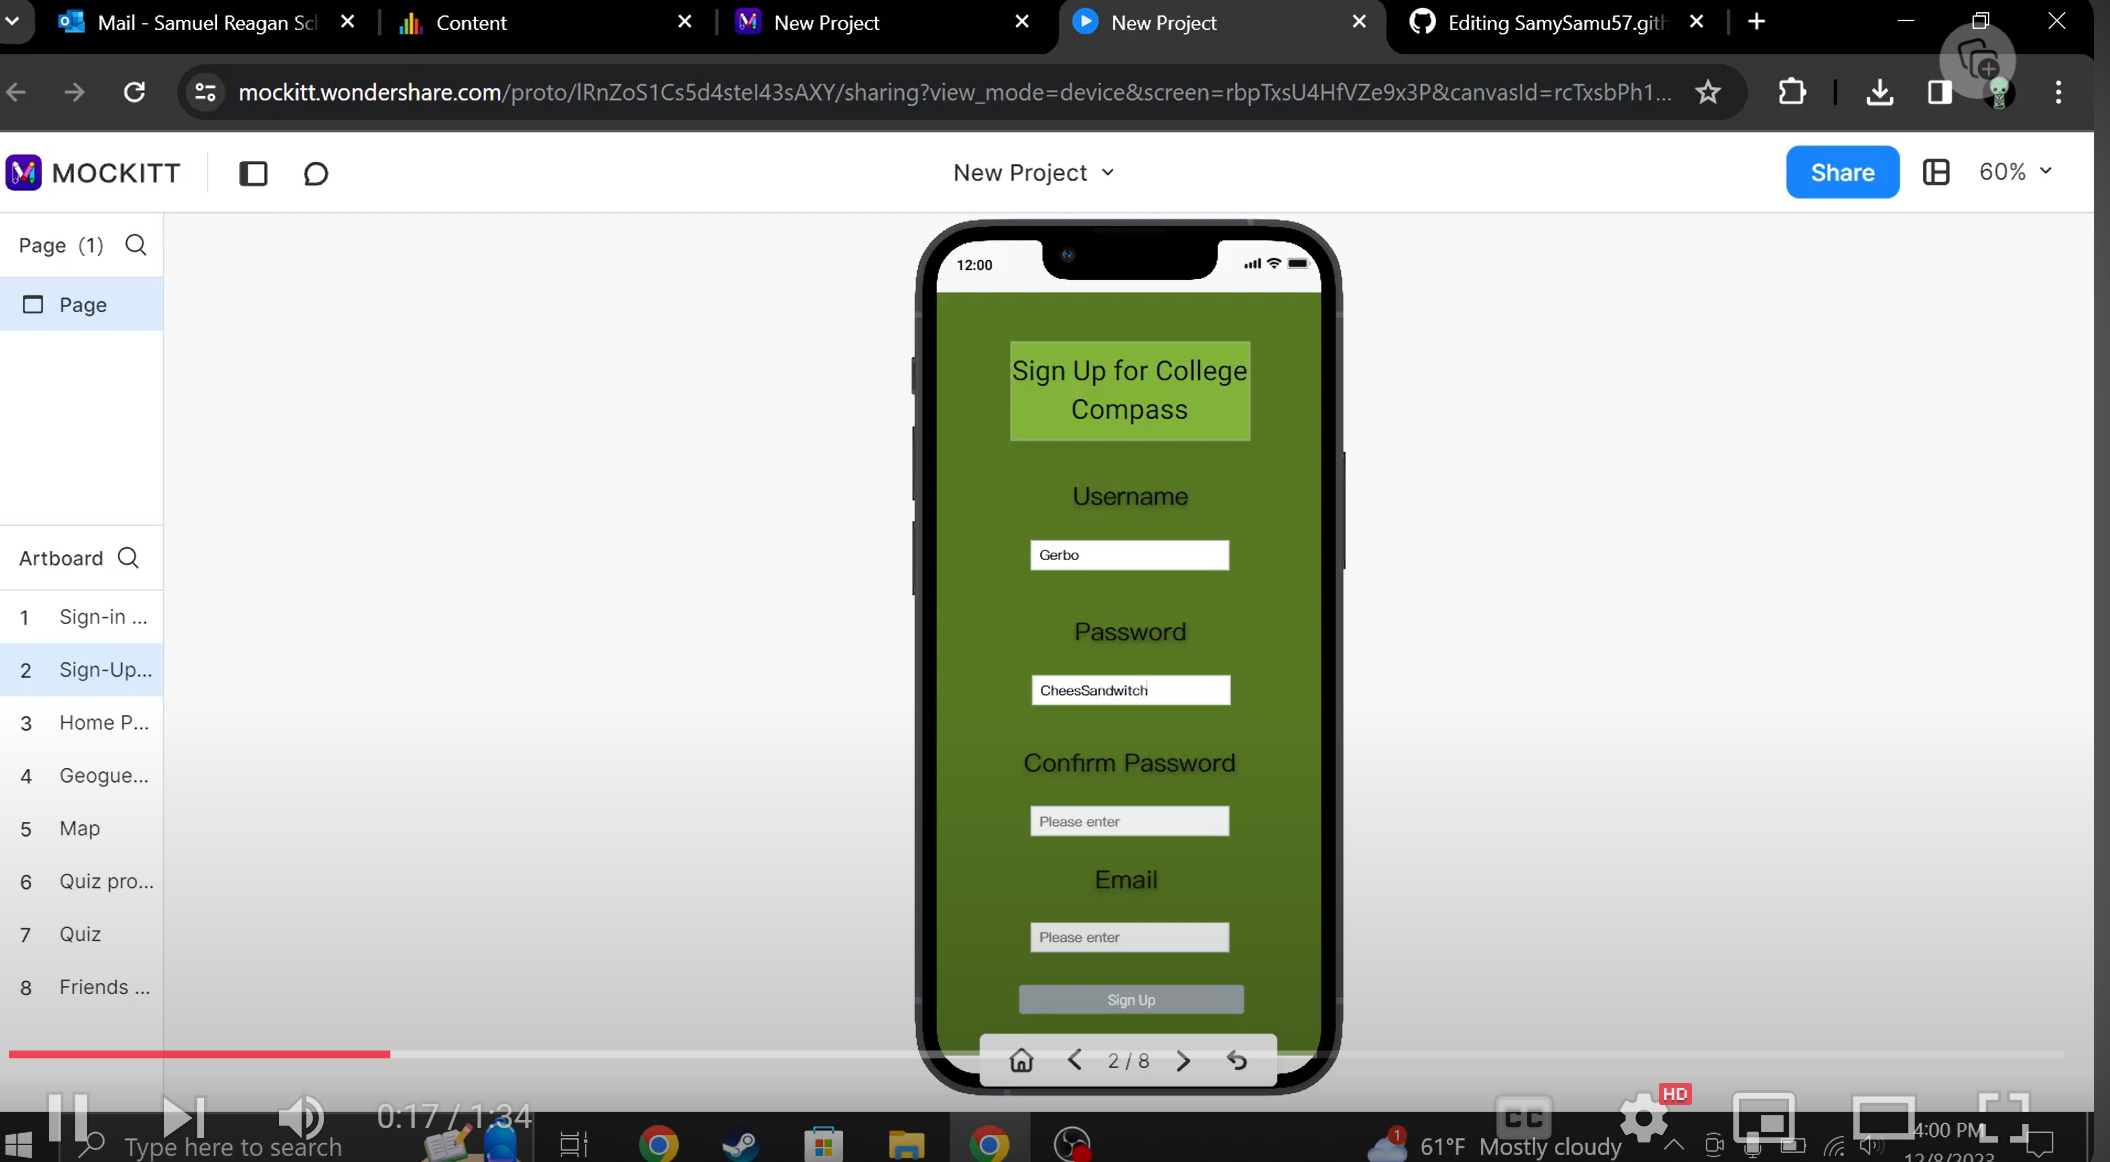 Mail - Samuel Reagan Sc
Content
New Project
New Project
Editing SamySamu57.gith
mockitt.wondershare.com/proto/lRnZoS1Cs5d4steI43sAXY/sharing?view_mode=device&screen=rbpTxsU4HfVZe9x3P&canvasId=rcTxsbPh1...
MOCKITT
New Project
Share
60%
Page (1)
Page
Artboard
1 Sign-in ...
2 Sign-Up...
3 Home P...
4 Geogue...
5 Map
6 Quiz pro...
7 Quiz
8 Friends ...
12:00
Sign Up for College
Compass
Username
Gerbo
Password
CheesSandwitch
Confirm Password
Please enter
Email
Please enter
Sign Up
2 / 8
0:17 / 1:34
CC
HD
Type here to search
1
61°F Mostly cloudy
4:00 PM
12/8/2023